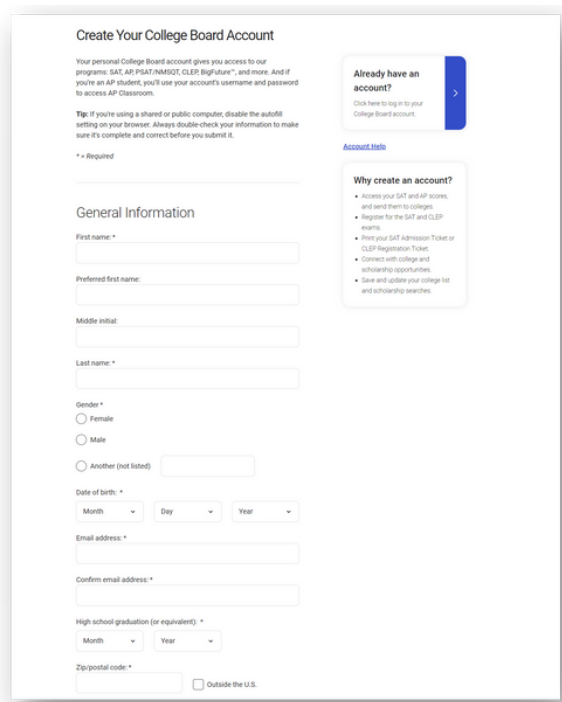 Create Your College Board Account
Your personal College Board account gives you access to our
programs: SAT, AP, PSAT/NMSQT, CLEP, BigFuture™, and more. And if
you're an AP student, you'll use your account's username and password
to access AP Classroom.
Tip: If you're using a shared or public computer, disable the autofill
setting on your browser. Always double-check your information to make
sure it's complete and correct before you submit it.
* = Required
General Information
First name: *
Preferred first name:
Middle initial:
Last name: *
Gender *
Female
Male
Another (not listed)
Date of birth: *
Month Day Year
Email address: *
Confirm email address: *
High school graduation (or equivalent): *
Month Year
Zip/postal code: *
Outside the U.S.
Already have an
account?
Click here to log in to your
College Board account.
Account Help
Why create an account?
• Access your SAT and AP scores,
and send them to colleges.
• Register for the SAT and CLEP
exams.
• Print your SAT Admission Ticket or
CLEP Registration Ticket.
• Connect with college and
scholarship opportunities.
• Save and update your college list
and scholarship searches.